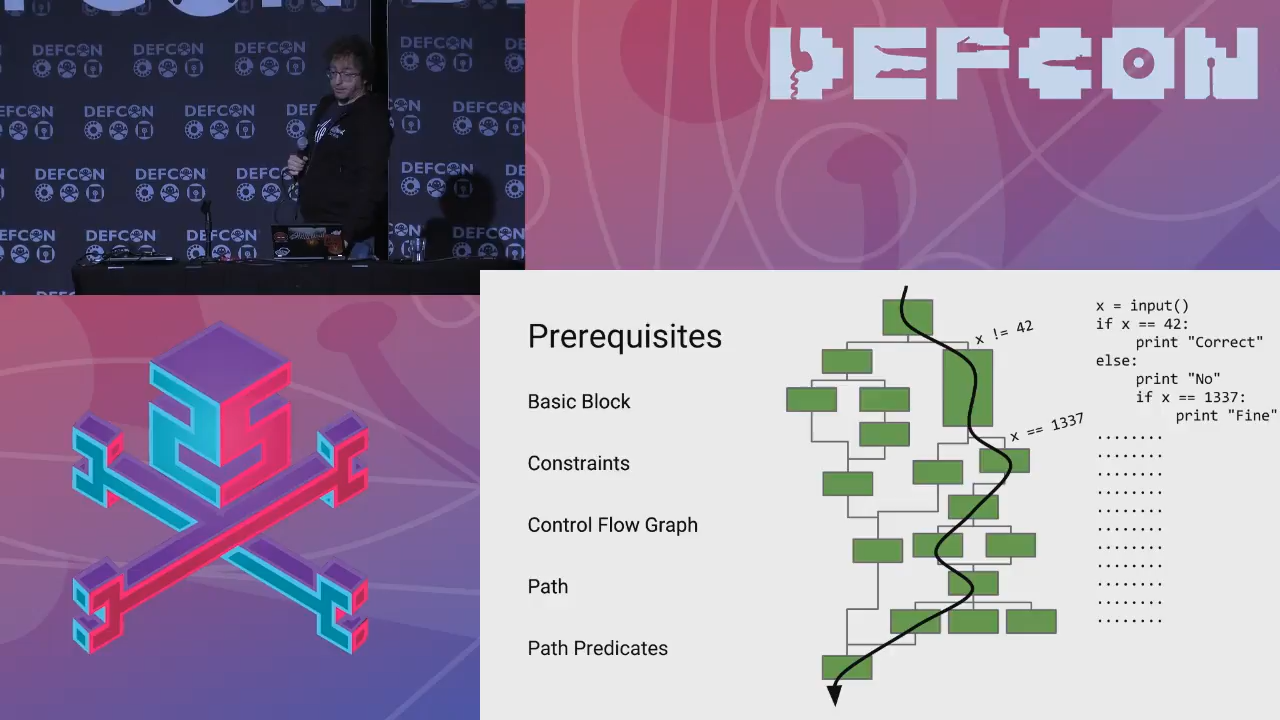 DEFCON
DEFCON DEFCON DEFCON DEFCON
DEFCON DEFCON DEFCON
DEFCON DEFCON DEFCON
DEFCON DEFCON DEFCON
Prerequisites
Basic Block
Constraints
Control Flow Graph
Path
Path Predicates
x != 42
x == 1337
x = input()
if x == 42:
print "Correct"
else:
print "No"
if x == 1337:
print "Fine"
........
........
........
........
........
........
........
........
........
........
........